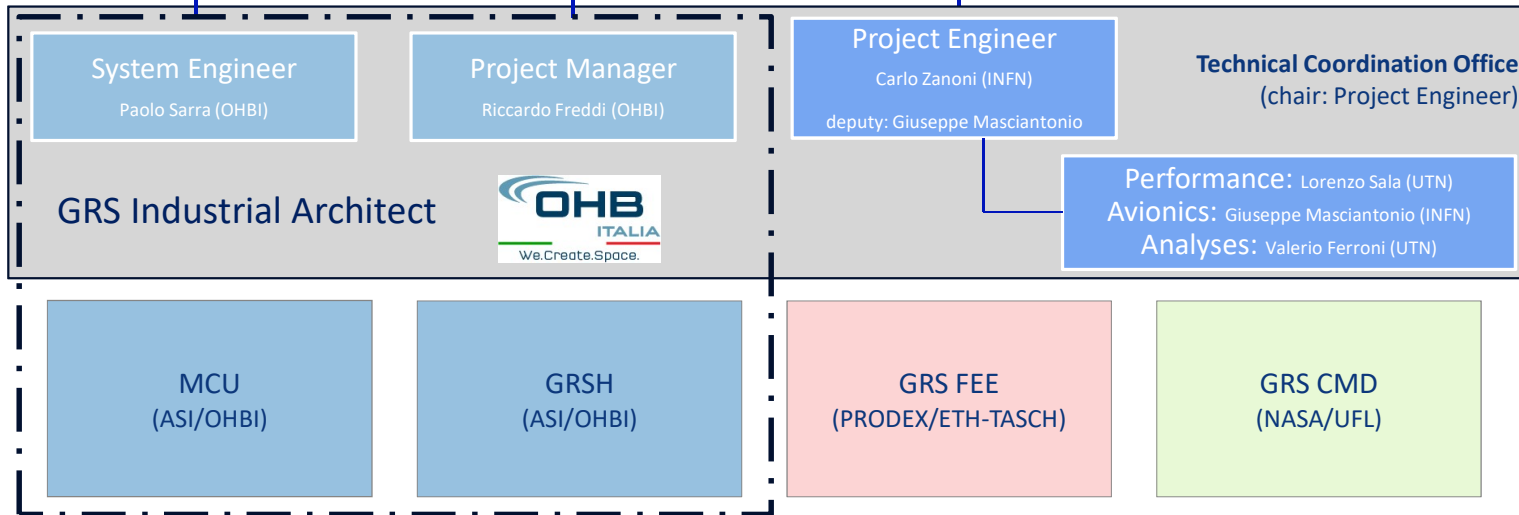 System Engineer
Paolo Sarra (OHBI)
Project Manager
Riccardo Freddi (OHBI)
Project Engineer
Carlo Zanoni (INFN)
deputy: Giuseppe Masciantonio
Technical Coordination Office
(chair: Project Engineer)
Performance: Lorenzo Sala (UTN)
Avionics: Giuseppe Masciantonio (INFN)
Analyses: Valerio Ferroni (UTN)
GRS Industrial Architect
OHB
ITALIA
We.Create.Space.
MCU
(ASI/OHBI)
GRSH
(ASI/OHBI)
GRS FEE
(PRODEX/ETH-TASCH)
GRS CMD
(NASA/UFL)